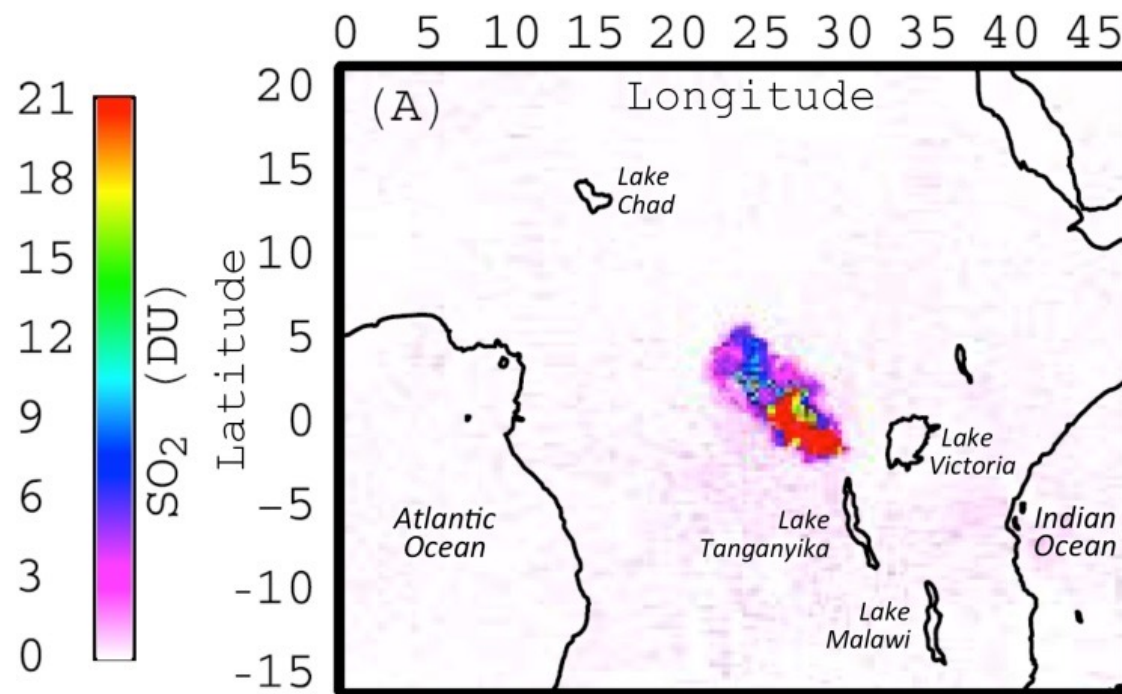 0 5 10 15 20 25 30 35 40 45
(A) Longitude
21
18
15
12
9
6
3
0
SO2 (DU)
Latitude
20
15
10
5
0
-5
-10
-15
Lake
Chad
Lake
Victoria
Atlantic
Ocean
Lake
Tanganyika
Indian
Ocean
Lake
Malawi